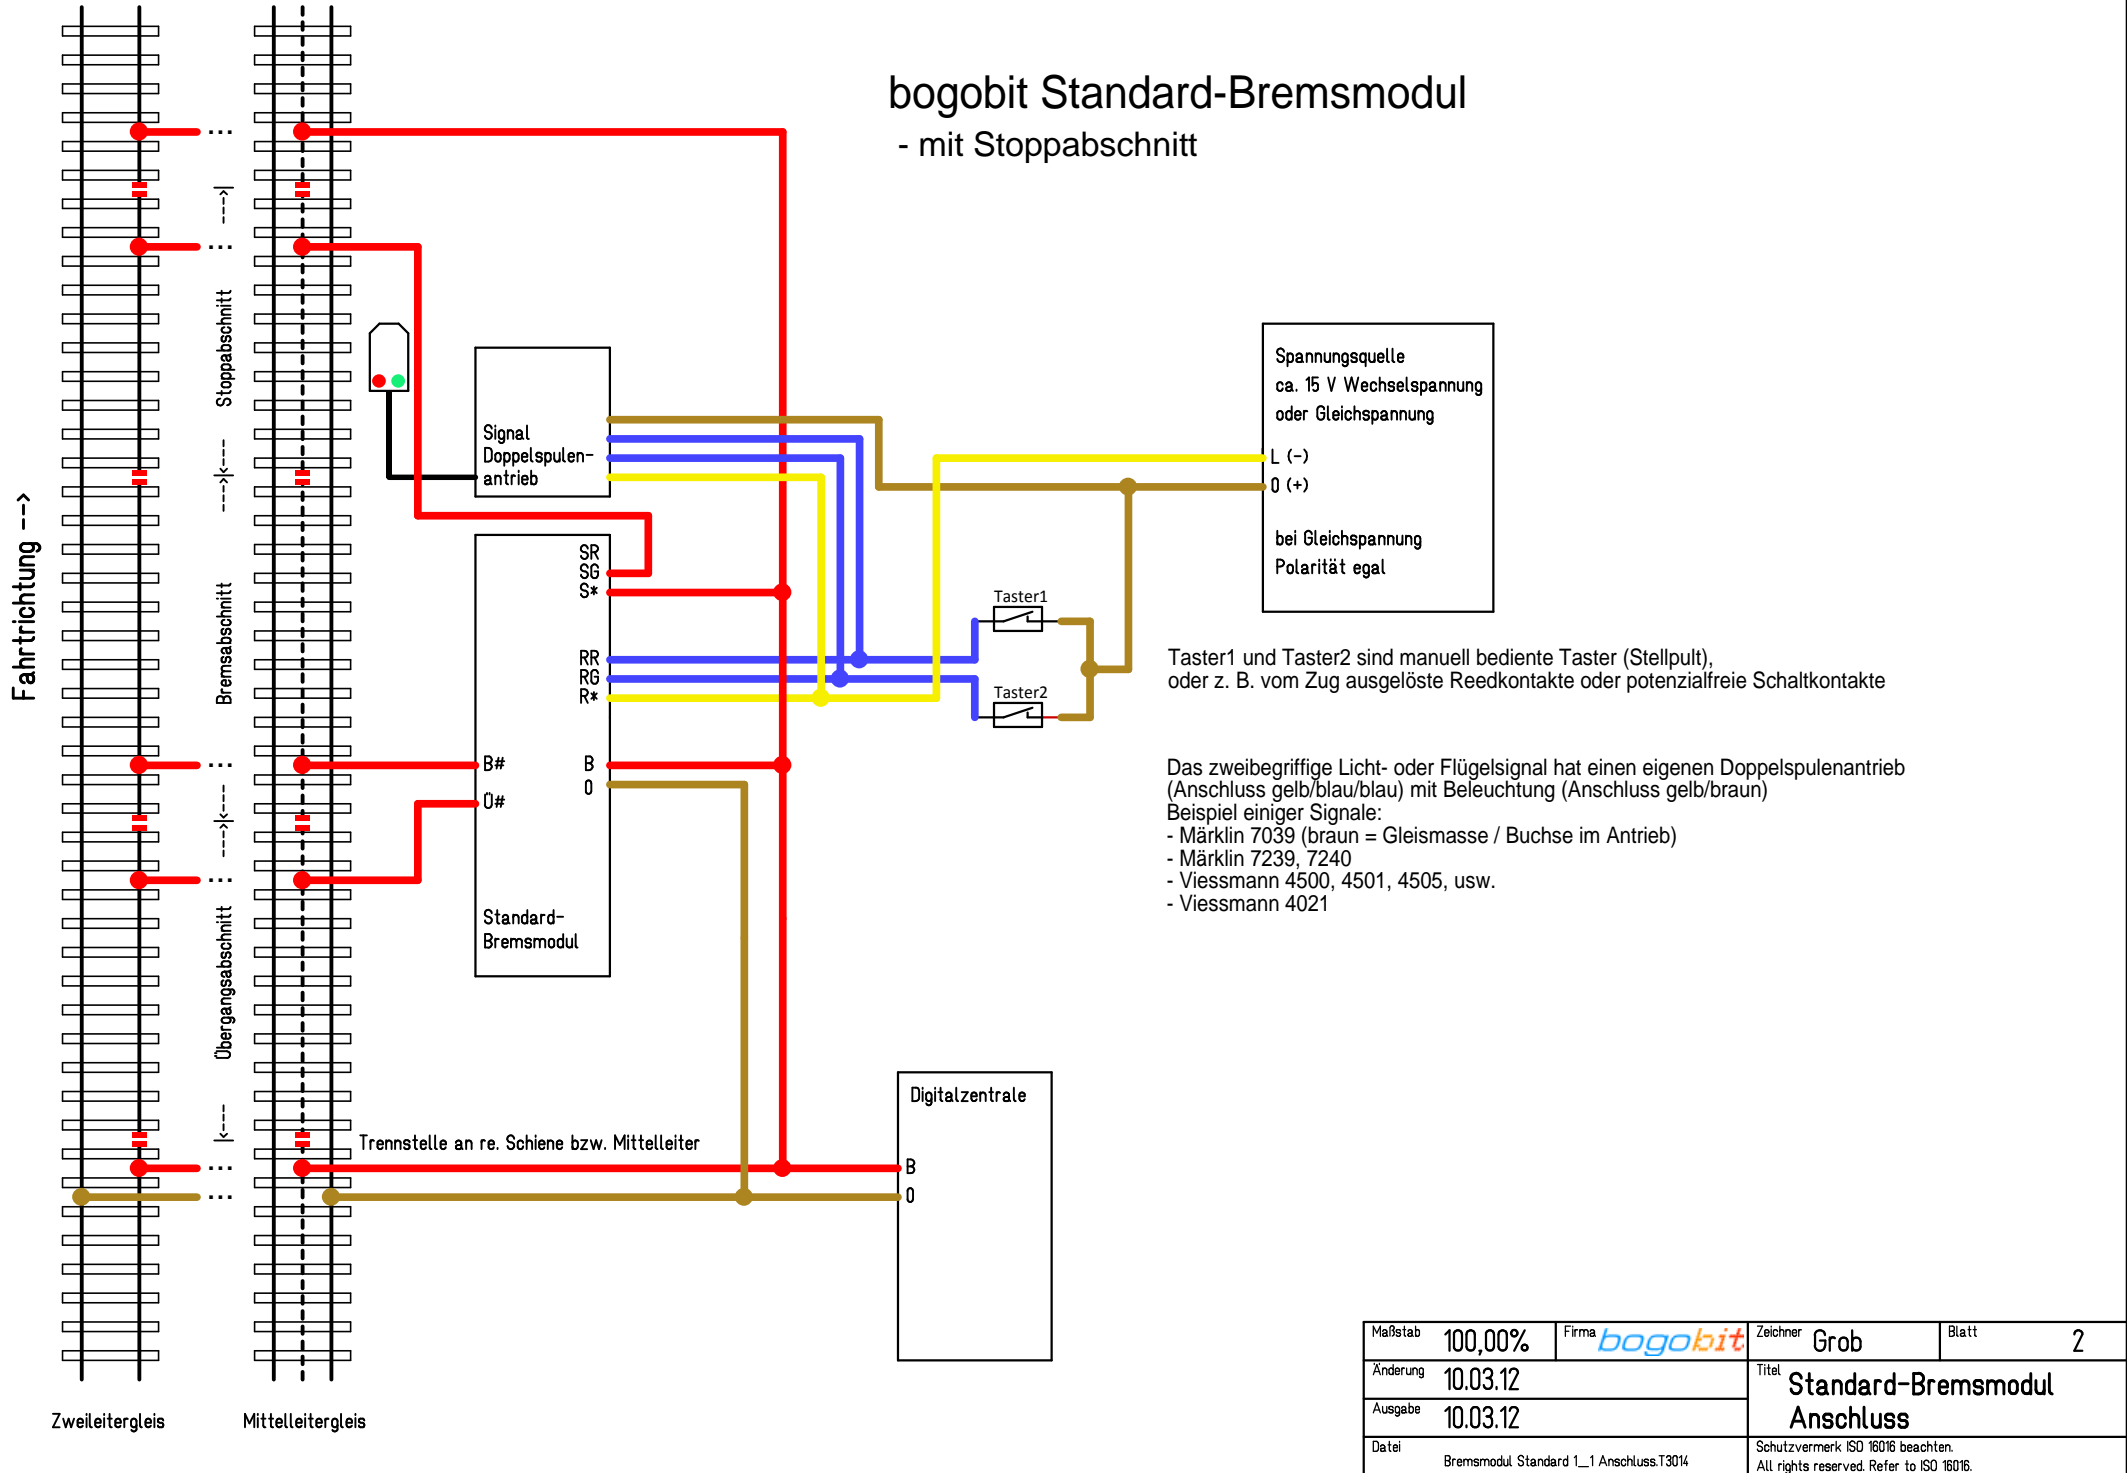 bogobit Standard-Bremsmodul
- mit Stoppabschnitt
Fahrtrichtung --->
Stoppabschnitt
Bremsabschnitt
Übergangsabschnitt
Signal
Doppelspulen-
antrieb
SR
SG
S*
RR
RG
R*
B#
B
0
Ü#
Standard-
Bremsmodul
Spannungsquelle
ca. 15 V Wechselspannung
oder Gleichspannung
L (-)
0 (+)
bei Gleichspannung
Polarität egal
Taster1
Taster2
Taster1 und Taster2 sind manuell bediente Taster (Stellpult),
oder z. B. vom Zug ausgelöste Reedkontakte oder potenzialfreie Schaltkontakte
Das zweibegriffige Licht- oder Flügelsignal hat einen eigenen Doppelspulenantrieb
(Anschluss gelb/blau/blau) mit Beleuchtung (Anschluss gelb/braun)
Beispiel einiger Signale:
- Märklin 7039 (braun = Gleismasse / Buchse im Antrieb)
- Märklin 7239, 7240
- Viessmann 4500, 4501, 4505, usw.
- Viessmann 4021
Trennstelle an re. Schiene bzw. Mittelleiter
Digitalzentrale
B
0
Zweileitergleis
Mittelleitergleis
Maßstab 100,00% Firma bogobit Zeichner Grob Blatt 2
Änderung 10.03.12
Ausgabe 10.03.12
Titel Standard-Bremsmodul
Anschluss
Datei Bremsmodul Standard 1__1 Anschluss.T3014
Schutzvermerk ISO 16016 beachten.
All rights reserved. Refer to ISO 16016.